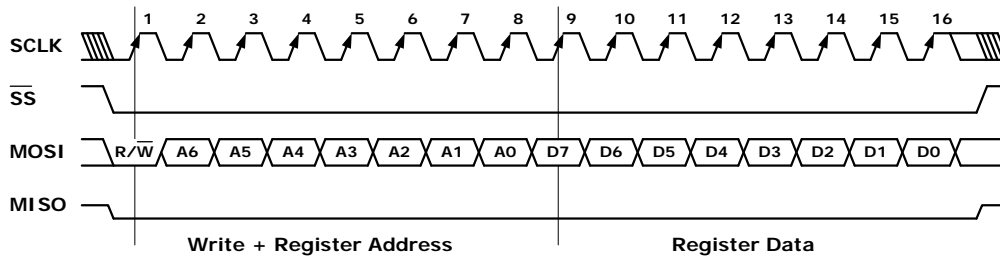 1 2 3 4 5 6 7 8 9 10 11 12 13 14 15 16
SCLK
SS
MOSI R/W A6 A5 A4 A3 A2 A1 A0 D7 D6 D5 D4 D3 D2 D1 D0
MISO
Write + Register Address Register Data